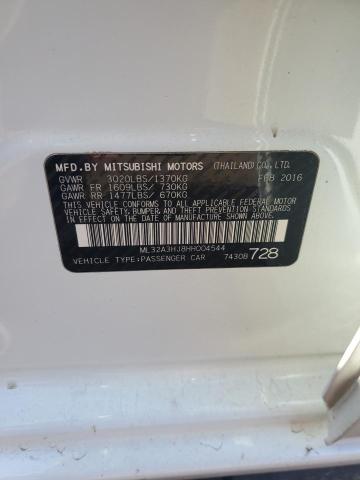 MFD.BY MITSUBISHI MOTORS (THAILAND) CO.,LTD.
GVWR 3020LBS/1370KG FEB 2016
GAWR FR 1609LBS/ 730KG
GAWR RR 1477LBS/ 670KG
THIS VEHICLE CONFORMS TO ALL APPLICABLE FEDERAL MOTOR
VEHICLE SAFETY, BUMPER, AND THEFT PREVENTION STANDARDS
IN EFFECT ON THE DATE OF MANUFACTURE SHOWN ABOVE.
ML32A3HJ8HH004544
VEHICLE TYPE:PASSENGER CAR 74308 728